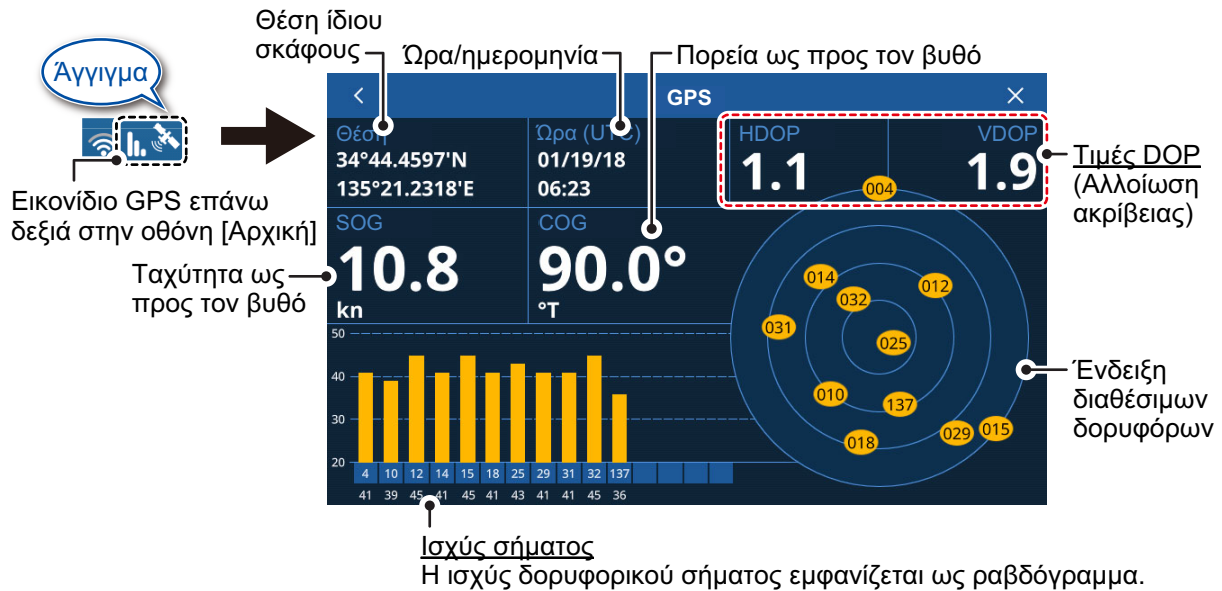 Θέση ίδιου
σκάφους
Ώρα/ημερομηνία
Πορεία ως προς τον βυθό
Άγγιγμα
GPS
Θέση
34°44.4597'N
135°21.2318'E
Ώρα (UTC)
01/19/18
06:23
HDOP
1.1
VDOP
1.9
Τιμές DOP
(Αλλοίωση
ακρίβειας)
Εικονίδιο GPS επάνω
δεξιά στην οθόνη [Αρχική]
SOG
10.8
kn
COG
90.0°
°T
Ταχύτητα ως
προς τον βυθό
004
014
032
012
031
025
010
137
018
029
015
Ένδειξη
διαθέσιμων
δορυφόρων
50
40
30
20
4 10 12 14 15 18 25 29 31 32 137
41 39 45 41 45 41 43 41 41 45 36
Ισχύς σήματος
Η ισχύς δορυφορικού σήματος εμφανίζεται ως ραβδόγραμμα.